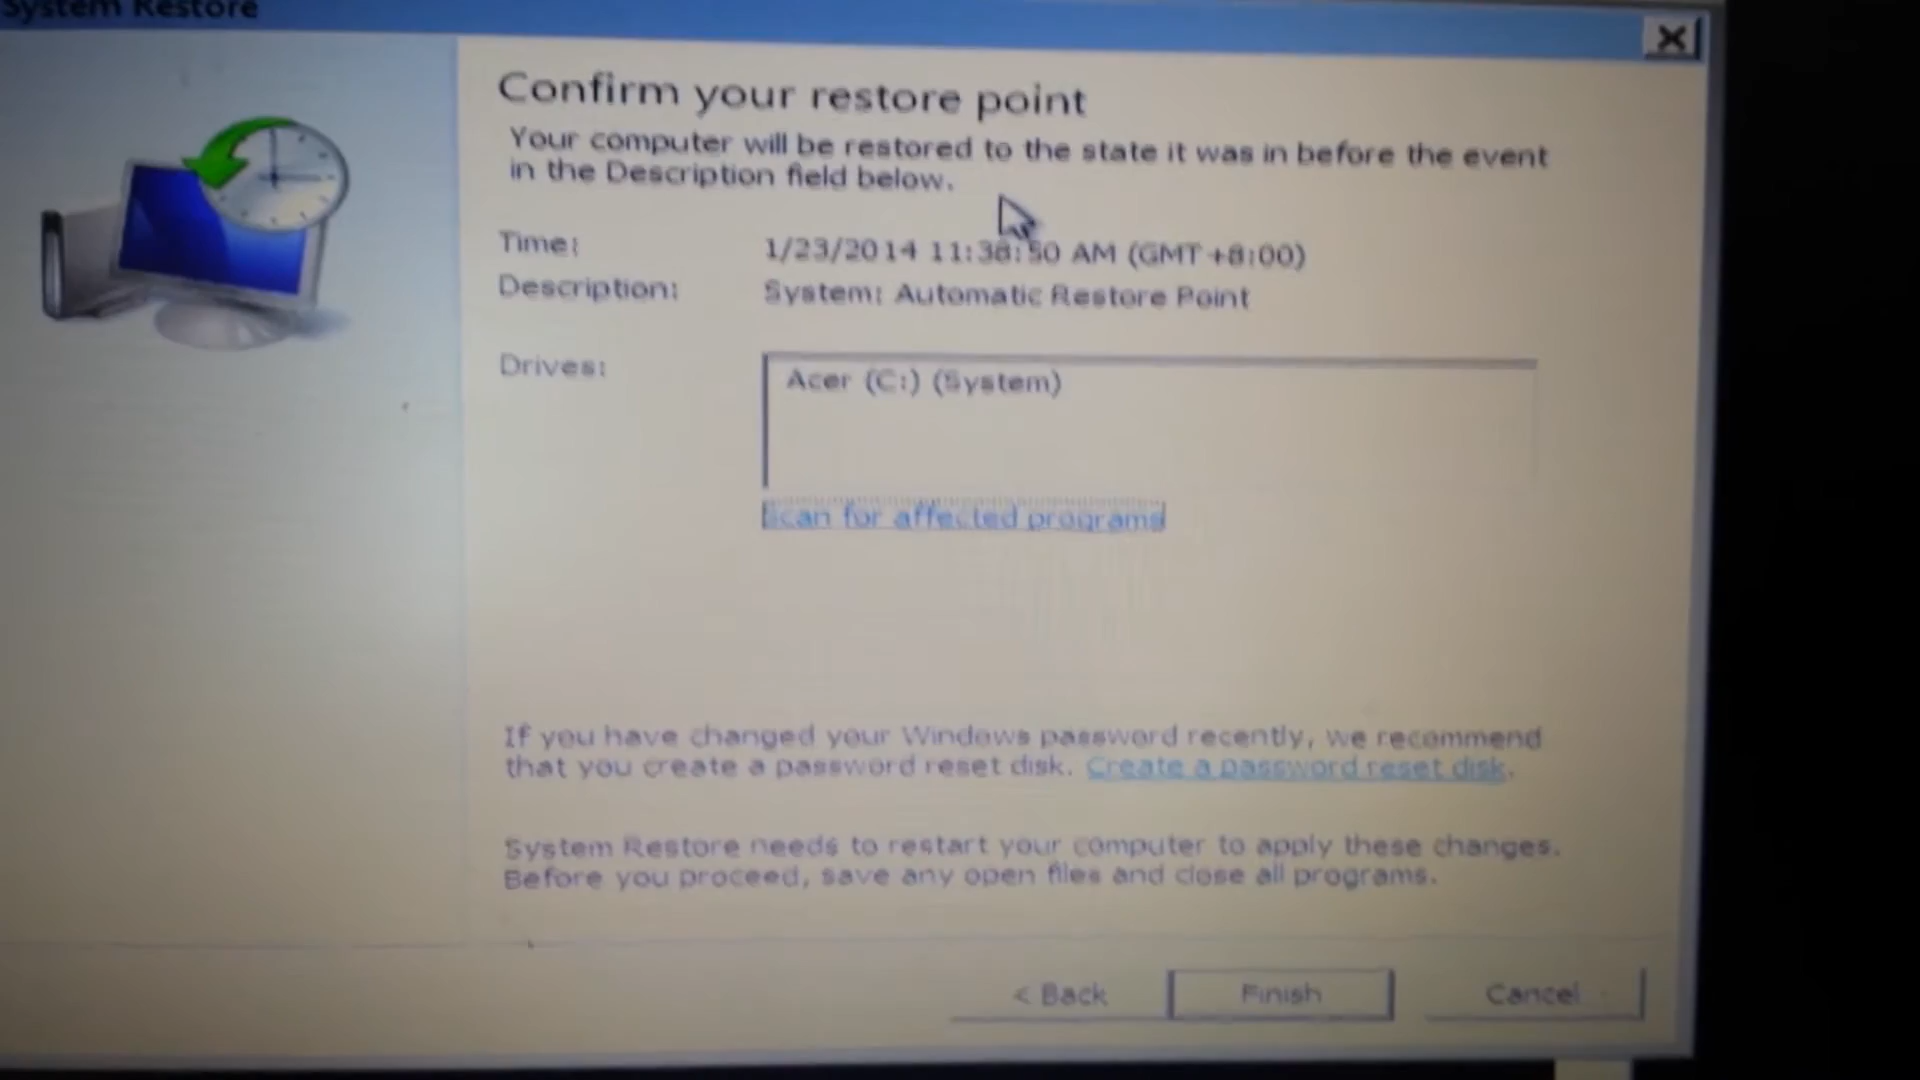 System Restore
Confirm your restore point
Your computer will be restored to the state it was in before the event
in the Description field below.
Time: 1/23/2014 11:38:50 AM (GMT +8:00)
Description: System: Automatic Restore Point
Drives: Acer (C:) (System)
Scan for affected programs
If you have changed your Windows password recently, we recommend
that you create a password reset disk. Create a password reset disk.
System Restore needs to restart your computer to apply these changes.
Before you proceed, save any open files and close all programs.
< Back Finish Cancel